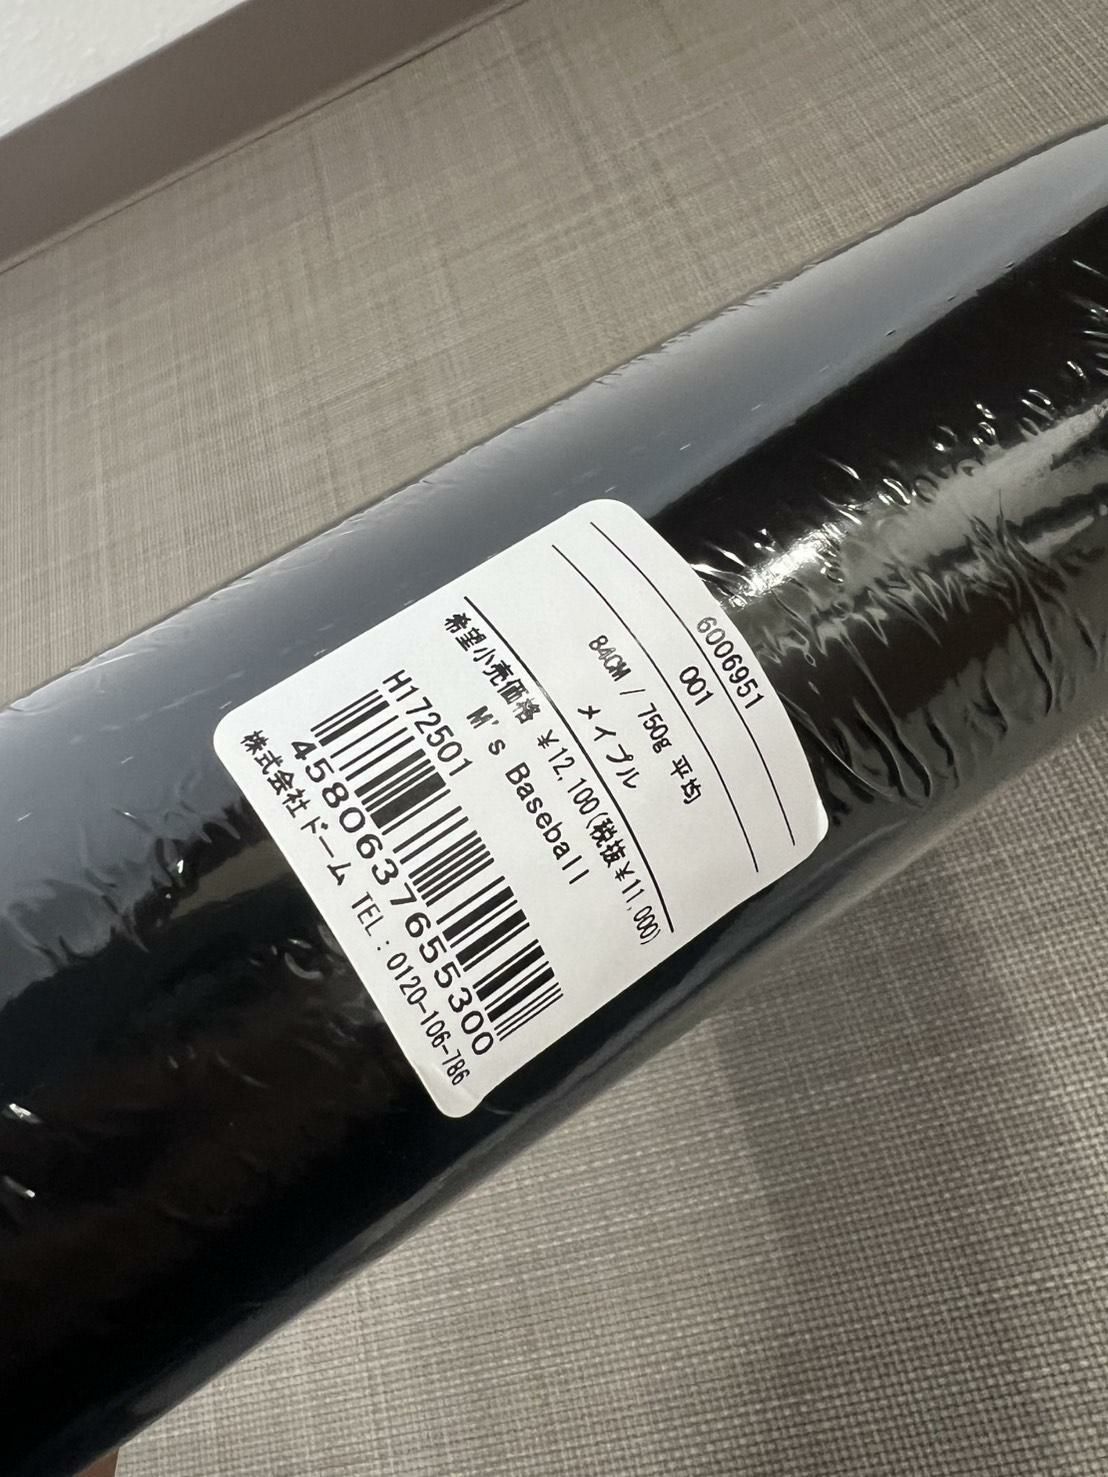 6006951
001
84CM / 750g 平均
メイプル
希望小売価格 ¥12,100(税抜¥11,000)
M's Baseball
H172501
4580637655300
株式会社ドーム TEL:0120-106-786